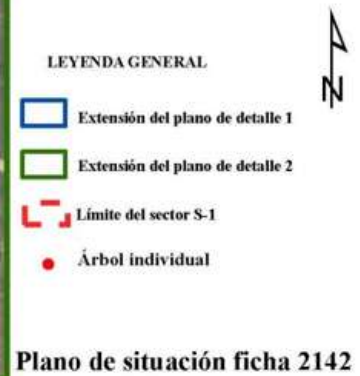 N
LEYENDA GENERAL
Extensión del plano de detalle 1
Extensión del plano de detalle 2
Límite del sector S-1
Árbol individual
Plano de situación ficha 2142